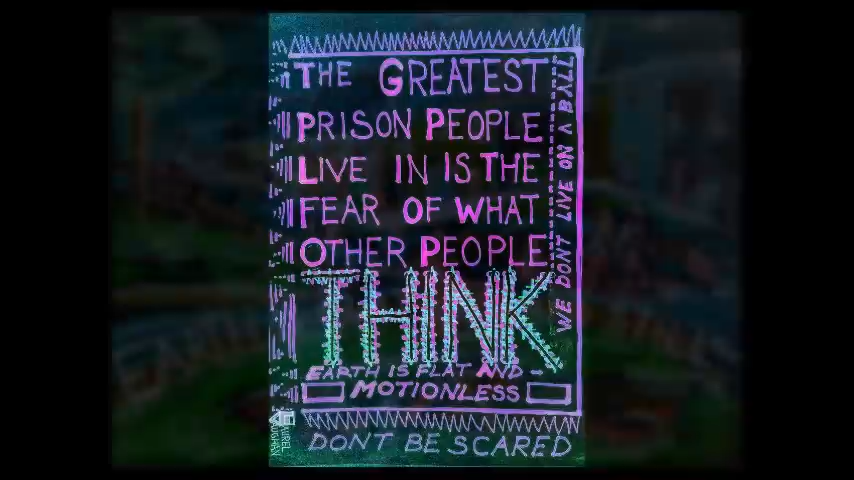 THE GREATEST
PRISON PEOPLE
LIVE IN IS THE
FEAR OF WHAT
OTHER PEOPLE
THINK
EARTH IS FLAT AND -
MOTIONLESS
DONT BE SCARED
WE DONT LIVE ON A BALL